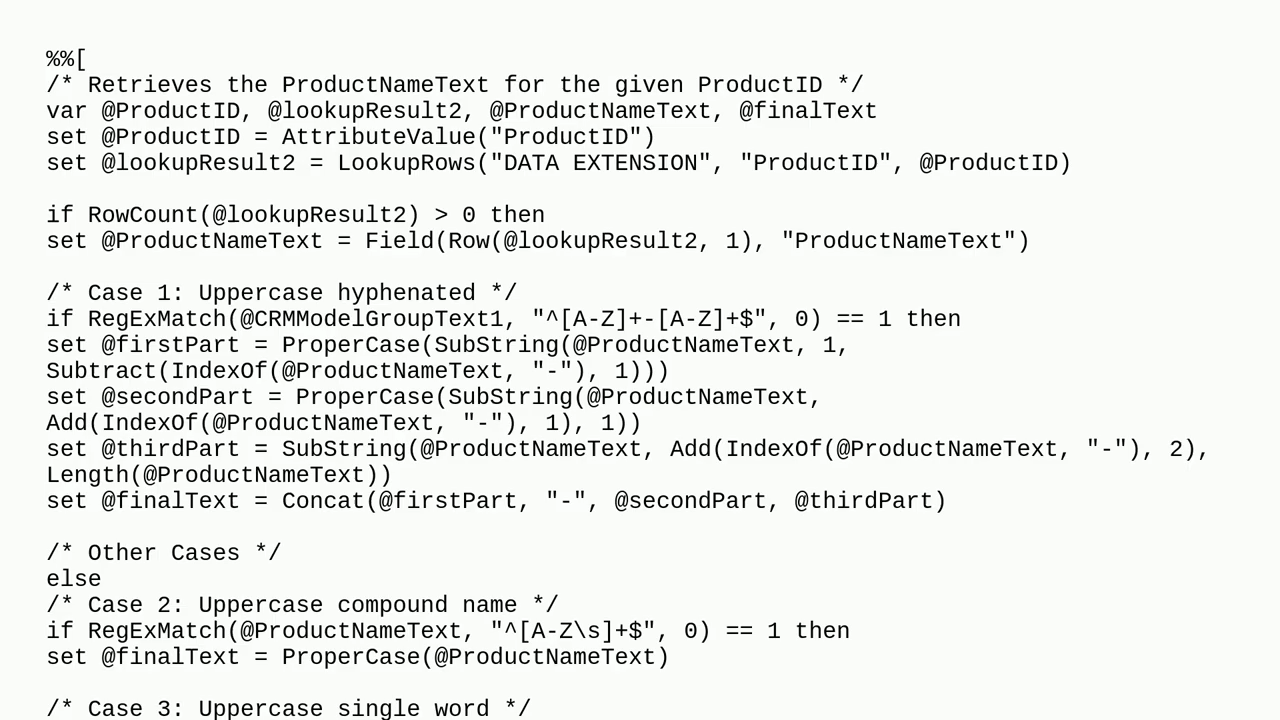 %%[
/* Retrieves the ProductNameText for the given ProductID */
var @ProductID, @lookupResult2, @ProductNameText, @finalText
set @ProductID = AttributeValue("ProductID")
set @lookupResult2 = LookupRows("DATA EXTENSION", "ProductID", @ProductID)
if RowCount(@lookupResult2) > 0 then
set @ProductNameText = Field(Row(@lookupResult2, 1), "ProductNameText")
/* Case 1: Uppercase hyphenated */
if RegExMatch(@CRMModelGroupText1, "^[A-Z]+-[A-Z]+$", 0) == 1 then
set @firstPart = ProperCase(SubString(@ProductNameText, 1,
Subtract(IndexOf(@ProductNameText, "-"), 1)))
set @secondPart = ProperCase(SubString(@ProductNameText,
Add(IndexOf(@ProductNameText, "-"), 1), 1))
set @thirdPart = SubString(@ProductNameText, Add(IndexOf(@ProductNameText, "-"), 2),
Length(@ProductNameText))
set @finalText = Concat(@firstPart, "-", @secondPart, @thirdPart)
/* Other Cases */
else
/* Case 2: Uppercase compound name */
if RegExMatch(@ProductNameText, "^[A-Z\s]+$", 0) == 1 then
set @finalText = ProperCase(@ProductNameText)
/* Case 3: Uppercase single word */